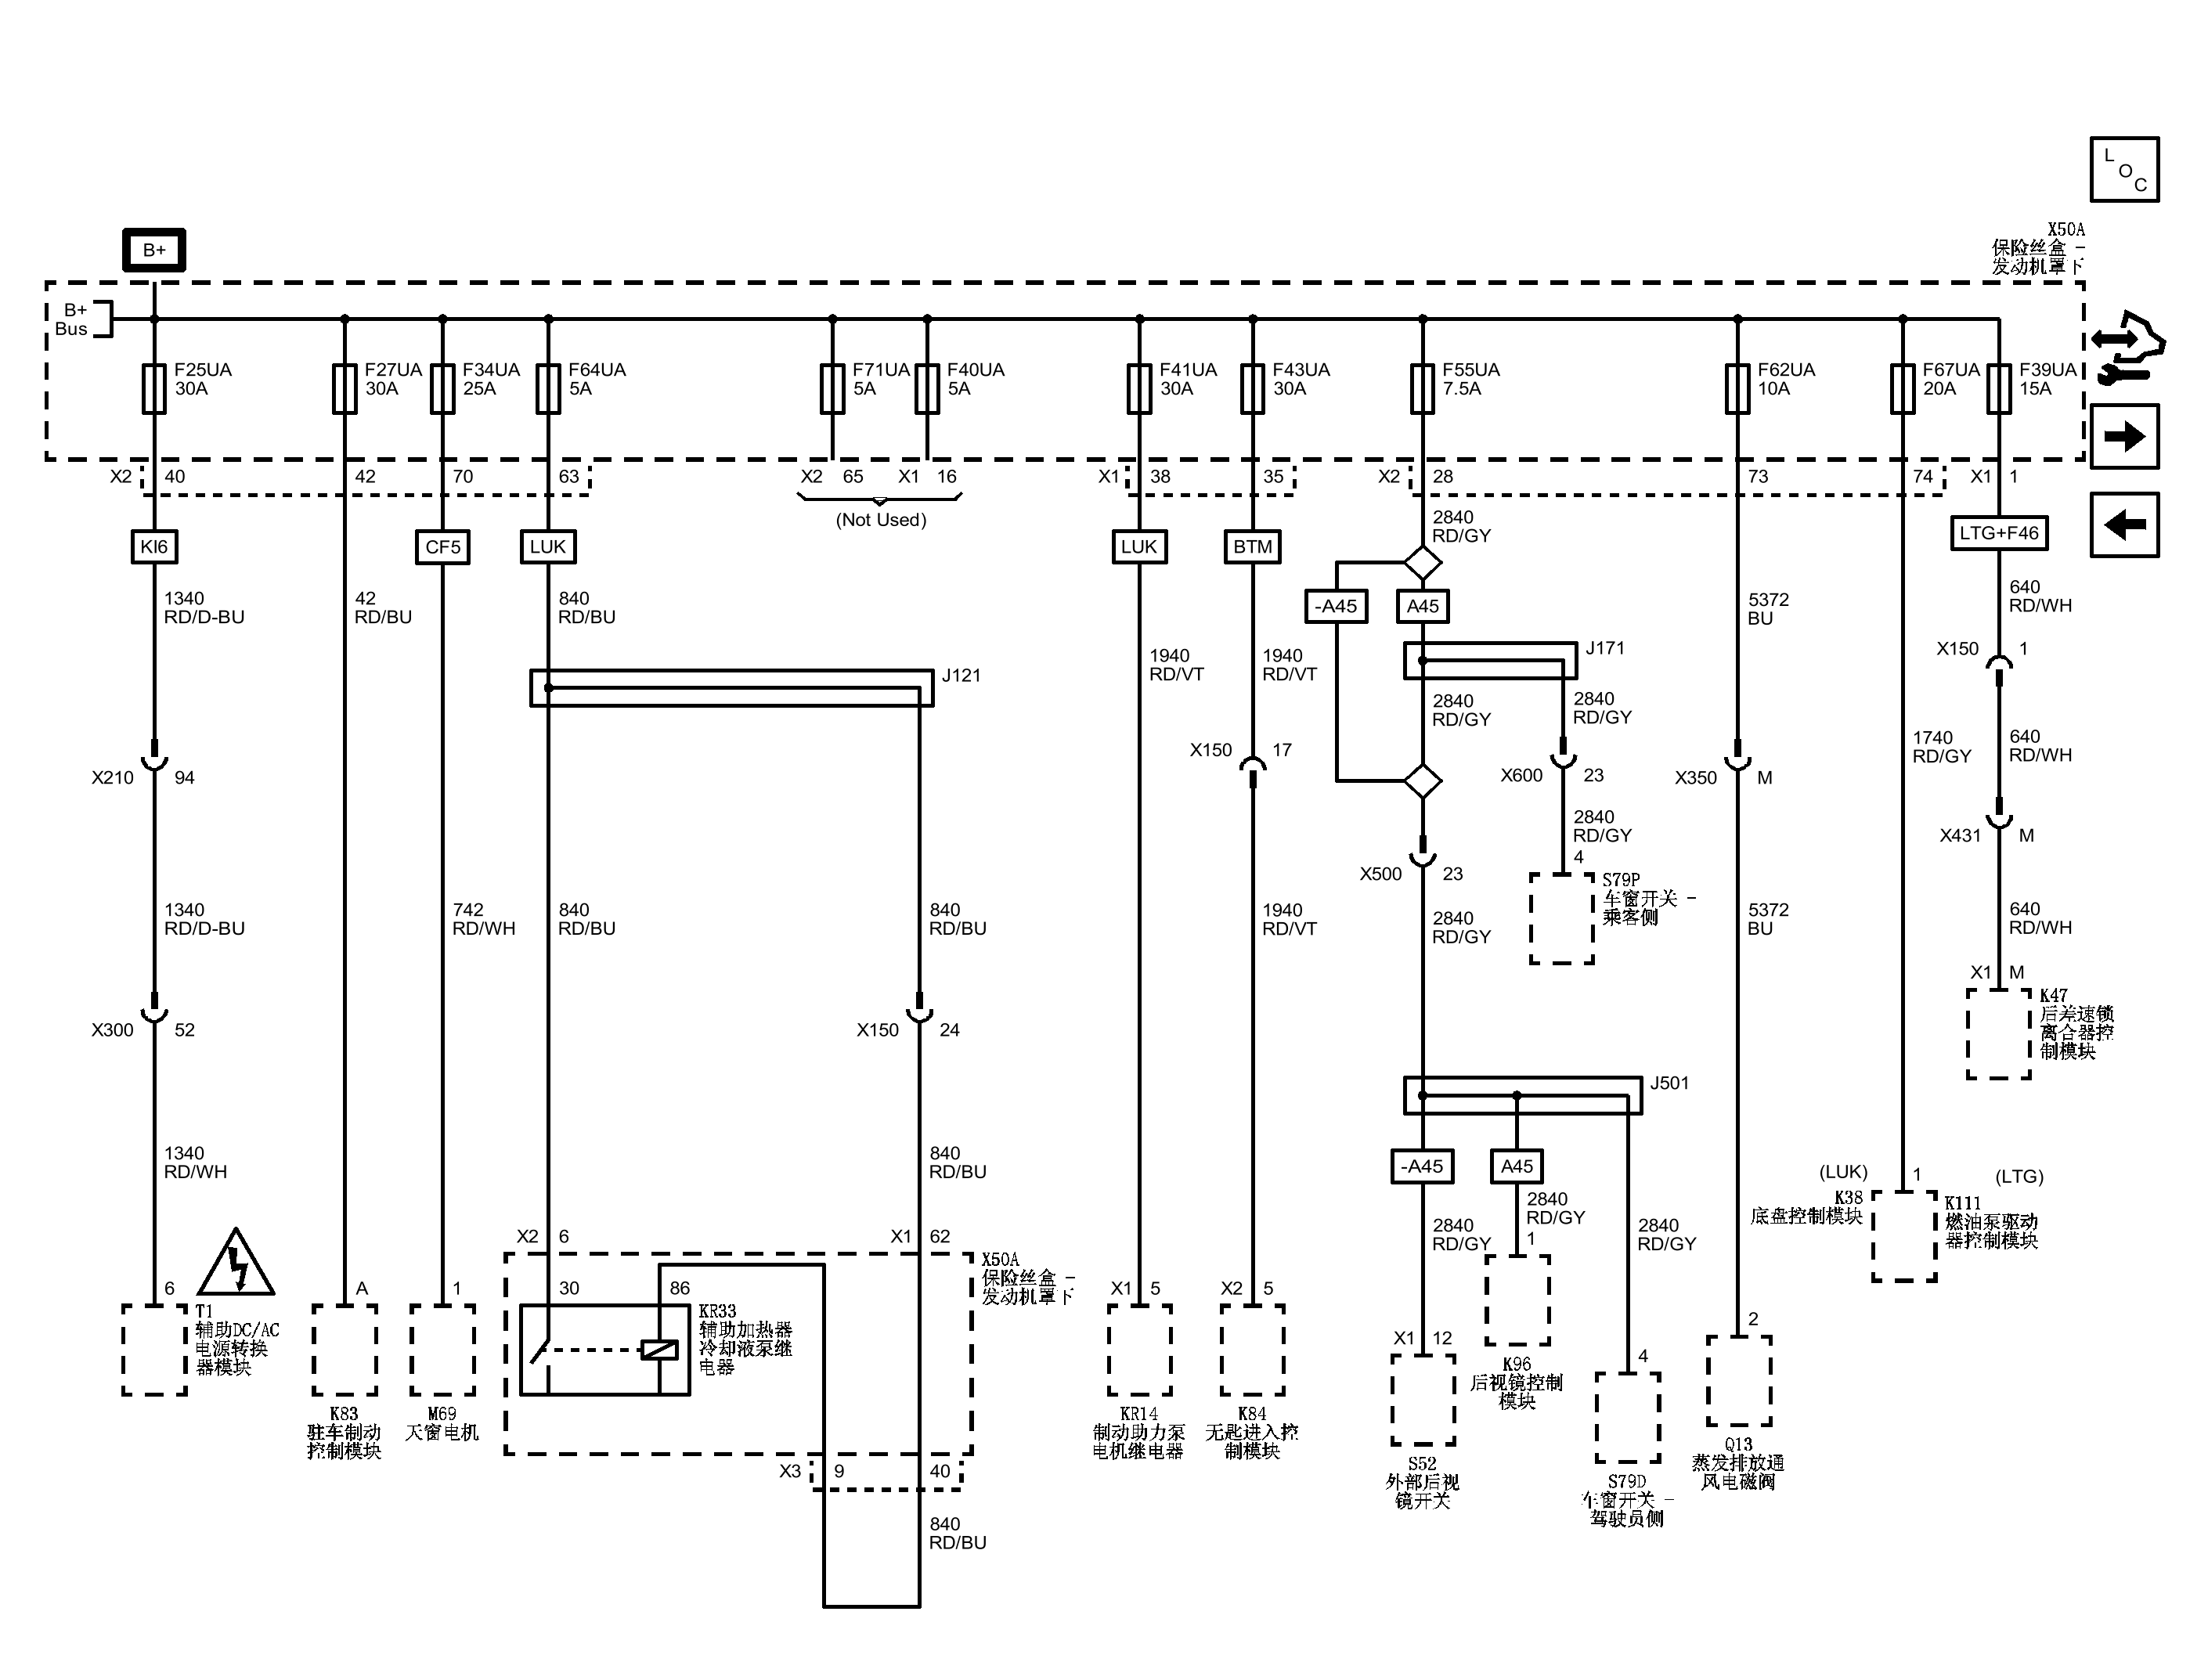 L
O
C
X50A
保险丝盒 -
发动机罩下
B+
B+
Bus
F25UA
30A
F27UA
30A
F34UA
25A
F64UA
5A
F71UA
5A
F40UA
5A
F41UA
30A
F43UA
30A
F55UA
7.5A
F62UA
10A
F67UA
20A
F39UA
15A
X2 40
42
70
63
X2 65
X1 16
(Not Used)
X1 38
35
X2 28
73
74
X1 1
KI6
CF5
LUK
LUK
BTM
LTG+F46
2840
RD/GY
-A45
A45
1340
RD/D-BU
42
RD/BU
840
RD/BU
5372
BU
640
RD/WH
J121
1940
RD/VT
1940
RD/VT
J171
2840
RD/GY
2840
RD/GY
X150 1
X210 94
X150 17
X600 23
X350 M
1740
RD/GY
640
RD/WH
2840
RD/GY
4
X431 M
X500 23
S79P
车窗开关 -
乘客侧
1340
RD/D-BU
742
RD/WH
840
RD/BU
840
RD/BU
1940
RD/VT
2840
RD/GY
5372
BU
640
RD/WH
X1 M
K47
后差速锁
离合器控
制模块
X300 52
X150 24
J501
1340
RD/WH
840
RD/BU
-A45
A45
2840
RD/GY
2840
RD/GY
1
2840
RD/GY
(LUK)
1
(LTG)
K38
底盘控制模块
K111
燃油泵驱动
器控制模块
X2 6
X1 62
X50A
保险丝盒 -
发动机罩下
6
A
1
30
86
X1 5
X2 5
T1
辅助DC/AC
电源转换
器模块
KR33
辅助加热器
冷却液泵继
电器
X1 12
2
4
K83
驻车制动
控制模块
M69
天窗电机
KR14
制动助力泵
电机继电器
K84
无匙进入控
制模块
K96
后视镜控制
模块
S52
外部后视
镜开关
S79D
车窗开关 -
驾驶员侧
Q13
蒸发排放通
风电磁阀
X3 9
40
840
RD/BU